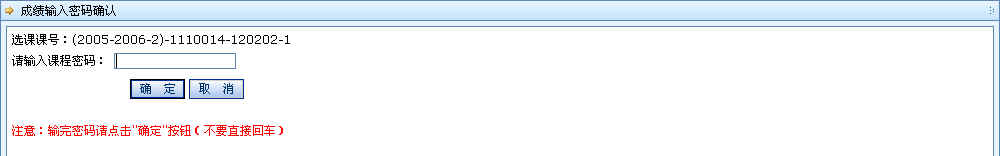 成绩输入密码确认
选课课号：(2005-2006-2)-1110014-120202-1
请输入课程密码：
确 定 取 消
注意：输完密码请点击"确定"按钮（不要直接回车）